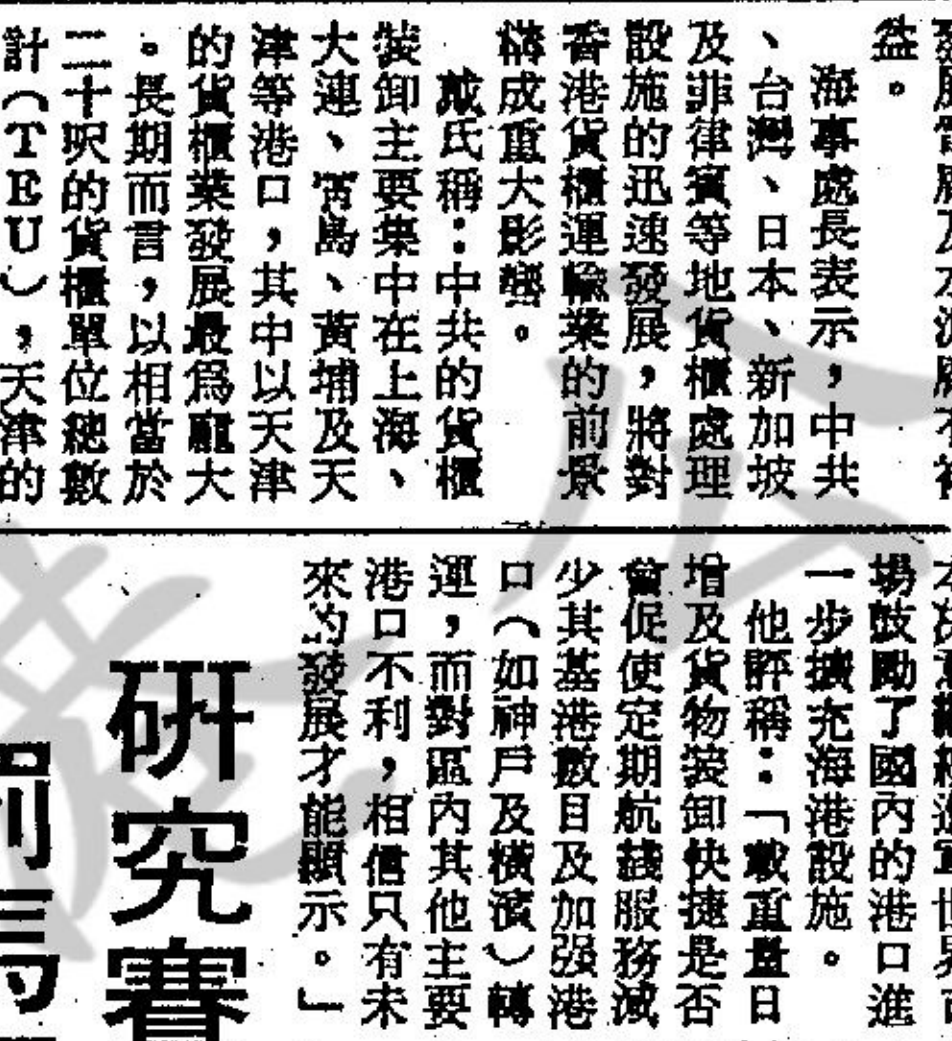 益。
海事處長表示,中共
、台灣、日本、新加坡
及菲律賓等地貨櫃處理
設施的迅速發展,將對
香港貨櫃運輸業的前景
構成重大影響。
戴氏稱:中共的貨櫃
裝卸主要集中在上海、
大連、青島、黃埔及天
津等港口,其中以天津
的貨櫃業發展最爲龐大
。長期而言,以相當於
二十呎的貨櫃單位總數
計(TEU),天津的
場鼓勵了國內的港口進
一步擴充海港設施。
他評稱:「載重量日
增及貨物裝卸快捷是否
會促使定期航綫服務減
少其基港數目及加强港
口(如神戶及橫濱)轉
運,而對區內其他主要
港口不利,相信只有未
來的發展才能顯示。」
研究賽